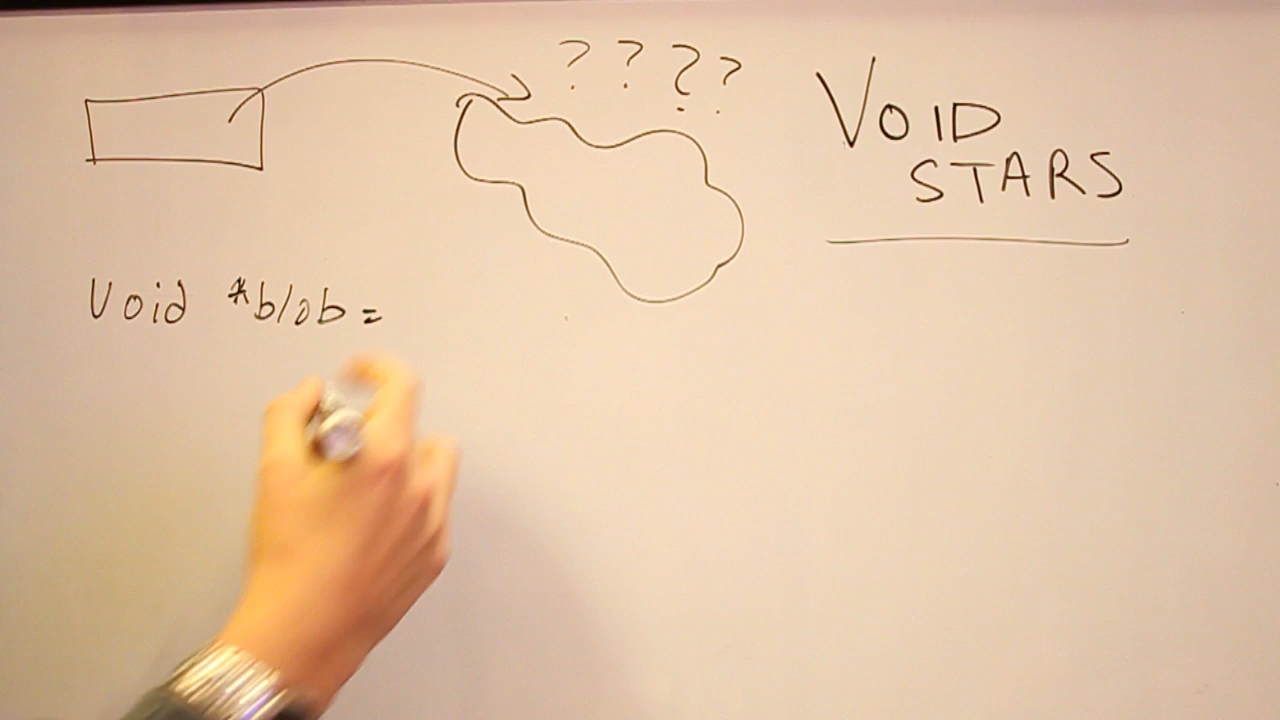 ? ? ? ?
VOID
STARS
Void *blob =